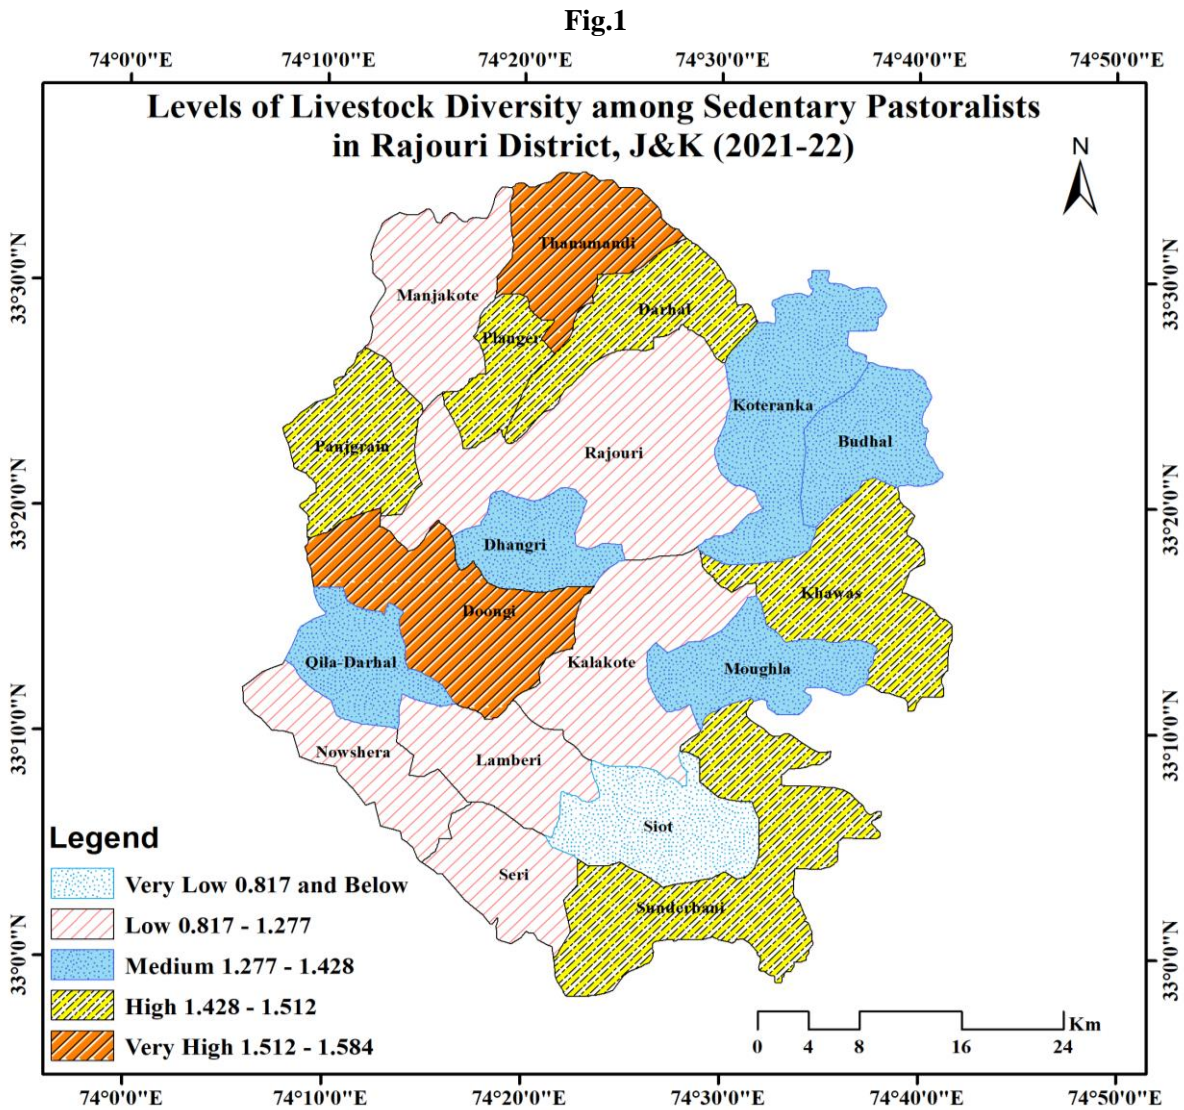 Fig.1
74°0'0"E 74°10'0"E 74°20'0"E 74°30'0"E 74°40'0"E 74°50'0"E
Levels of Livestock Diversity among Sedentary Pastoralists
in Rajouri District, J&K (2021-22)
N
Thanamandi
33°30'0"N
33°30'0"N
Manjakote
Darhal
Planger
Koteranka
Budhal
Panjgrain
Rajouri
33°20'0"N
33°20'0"N
Dhangri
Khawas
Doongi
Qila-Darhal
Kalakote
Moughla
33°10'0"N
33°10'0"N
Nowshera
Lamberi
Siot
Seri
Sunderbani
33°0'0"N
33°0'0"N
Legend
Very Low 0.817 and Below
Low 0.817 - 1.277
Medium 1.277 - 1.428
High 1.428 - 1.512
Very High 1.512 - 1.584
Km
0 4 8 16 24
74°0'0"E 74°10'0"E 74°20'0"E 74°30'0"E 74°40'0"E 74°50'0"E